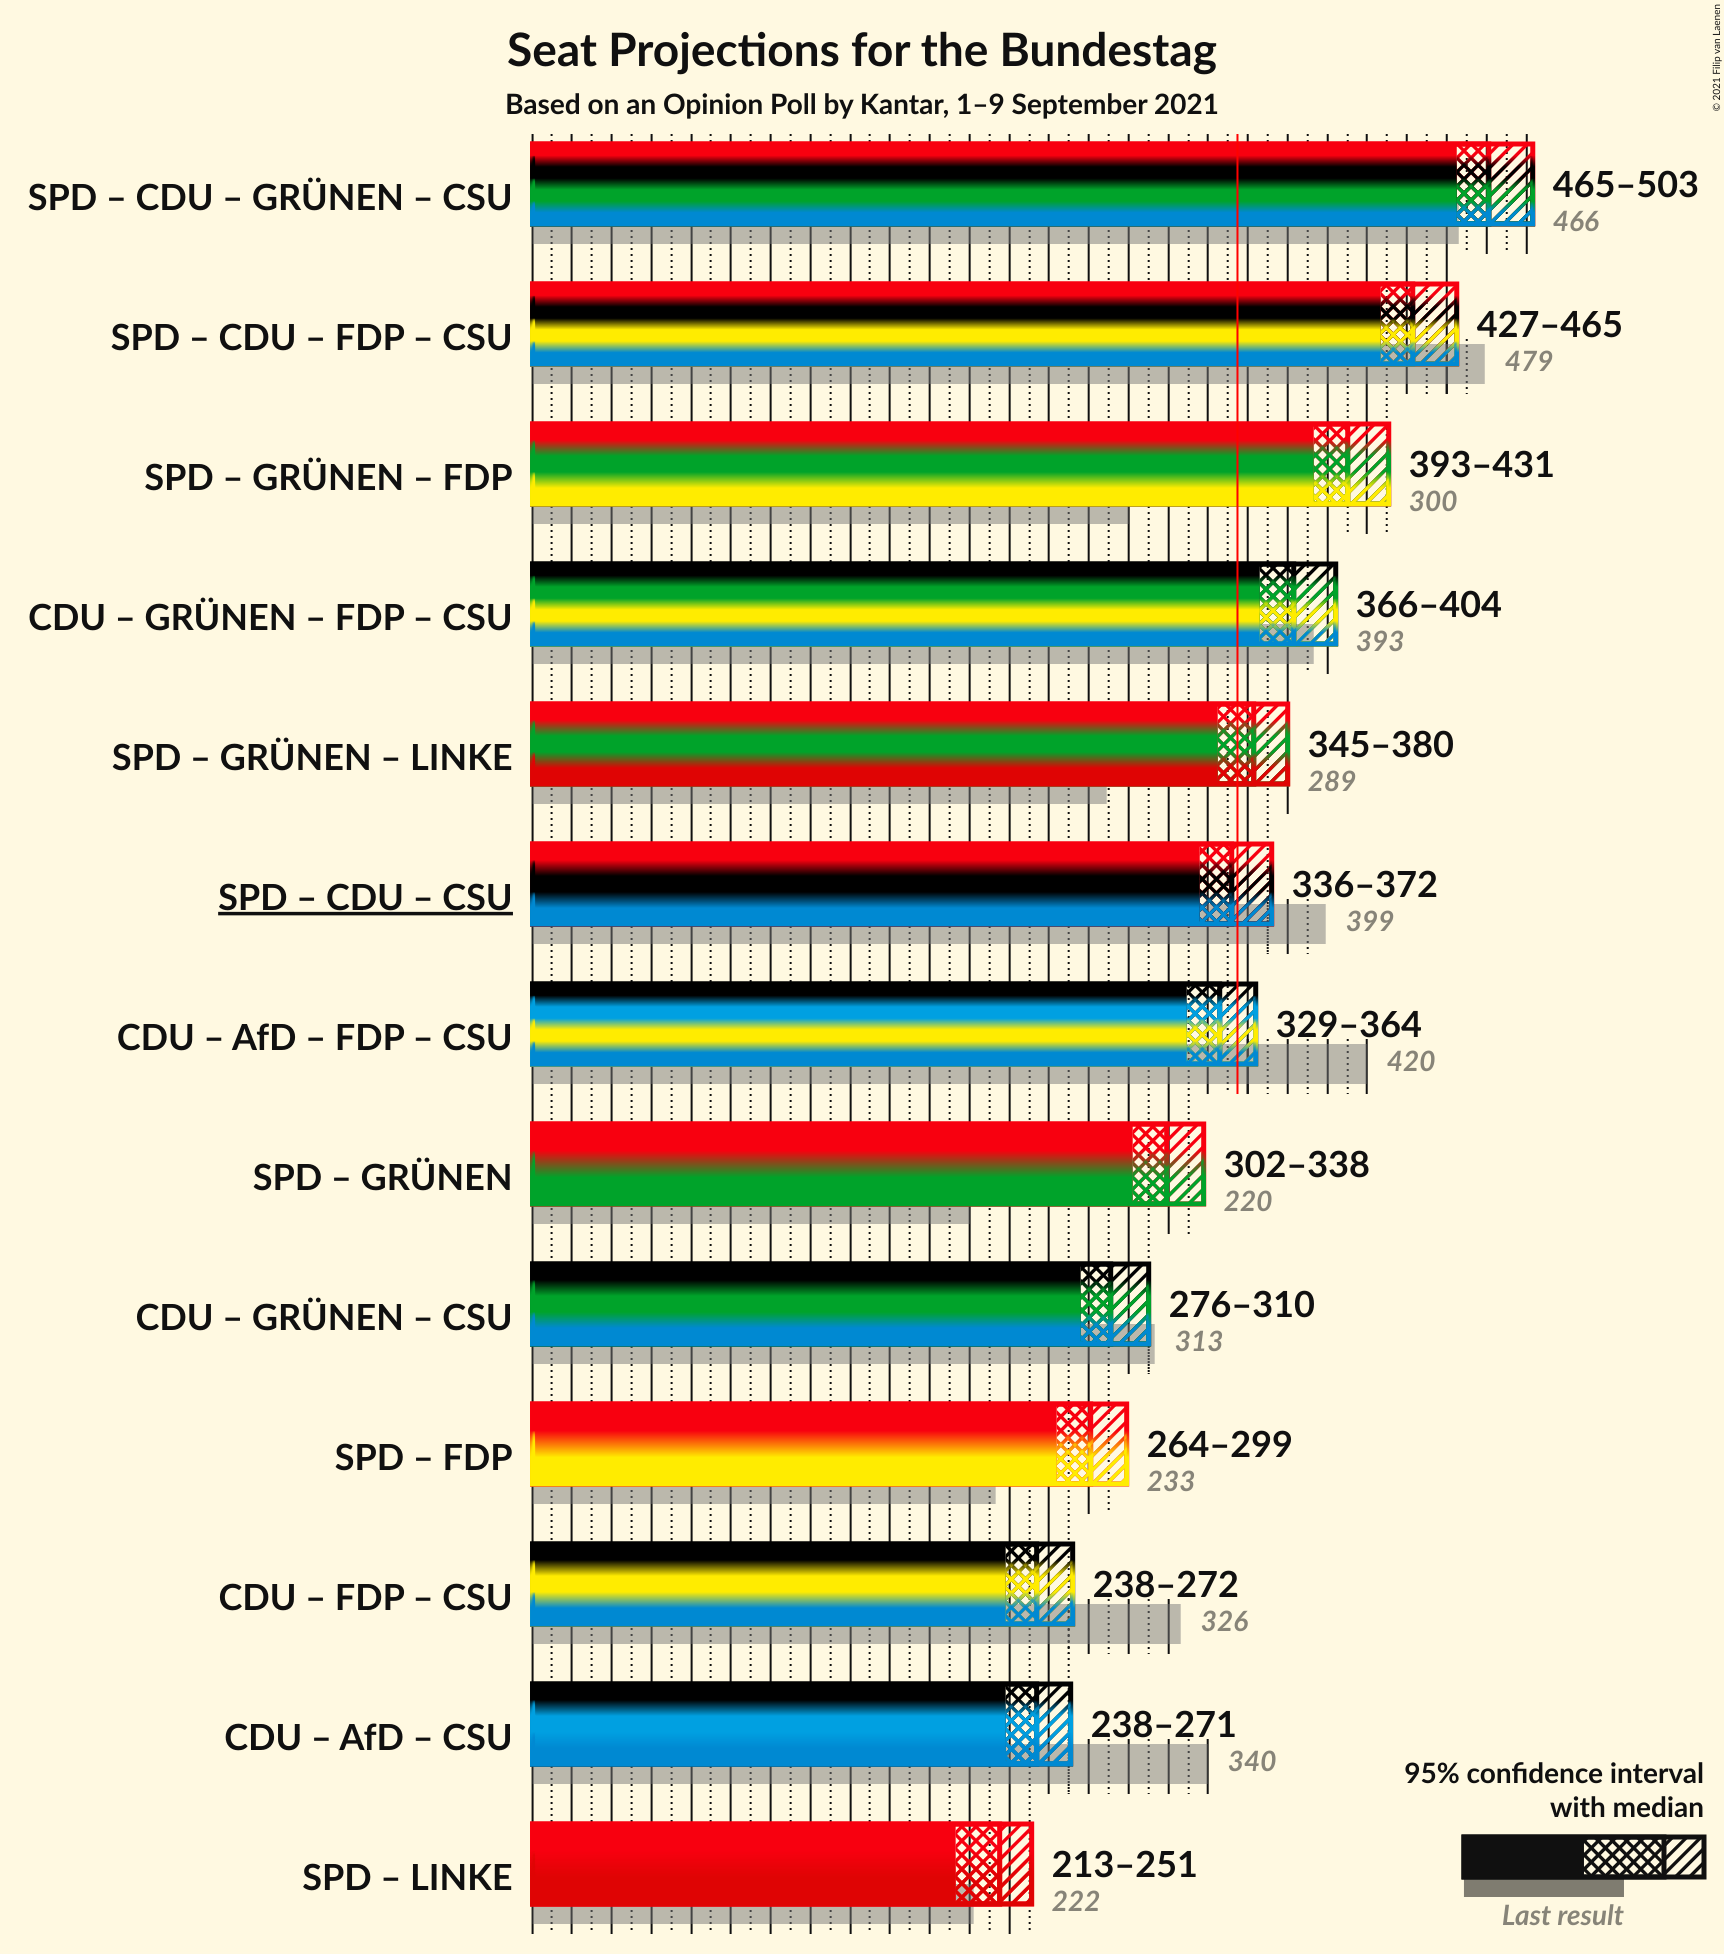 Seat Projections for the Bundestag
Based on an Opinion Poll by Kantar, 1–9 September 2021
© 2021 Filip van Laenen
SPD – CDU – GRÜNEN – CSU
465–503
466
SPD – CDU – FDP – CSU
427–465
479
SPD – GRÜNEN – FDP
393–431
300
CDU – GRÜNEN – FDP – CSU
366–404
393
SPD – GRÜNEN – LINKE
345–380
289
SPD – CDU – CSU
336–372
399
CDU – AfD – FDP – CSU
329–364
420
SPD – GRÜNEN
302–338
220
CDU – GRÜNEN – CSU
276–310
313
SPD – FDP
264–299
233
CDU – FDP – CSU
238–272
326
CDU – AfD – CSU
238–271
340
SPD – LINKE
213–251
222
95% confidence interval
with median
Last result